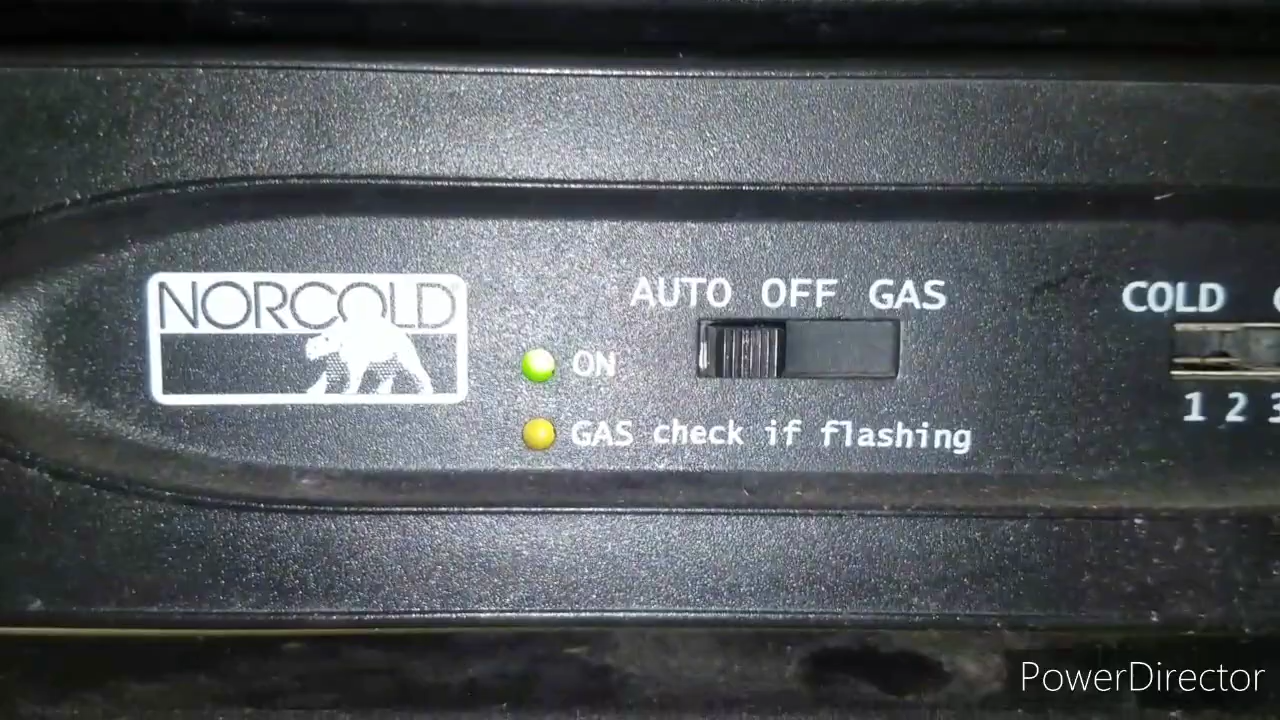 NORCOLD
AUTO OFF GAS
ON
GAS check if flashing
COLD
1 2 3
PowerDirector